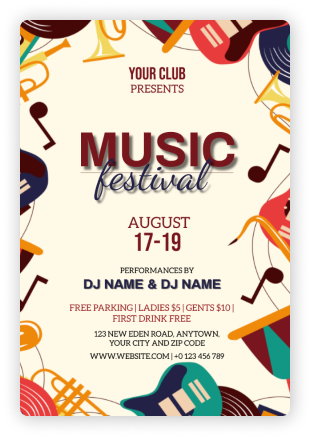 YOUR CLUB
PRESENTS
MUSIC
festival
AUGUST
17-19
PERFORMANCES BY
DJ NAME & DJ NAME
FREE PARKING | LADIES $5 | GENTS $10 |
FIRST DRINK FREE
123 NEW EDEN ROAD, ANYTOWN,
YOUR CITY AND ZIP CODE
WWW.WEBSITE.COM | +0 123 456 789